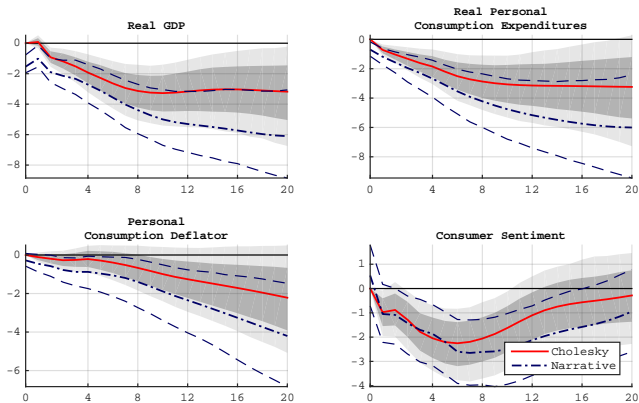 Real GDP
0
−2
−4
−6
−8
0 4 8 12 16 20
Real Personal
Consumption Expenditures
0
−2
−4
−6
−8
0 4 8 12 16 20
Personal
Consumption Deflator
0
−2
−4
−6
0 4 8 12 16 20
Consumer Sentiment
1
0
−1
−2
−3
−4
0 4 8 12 16 20
Cholesky
Narrative